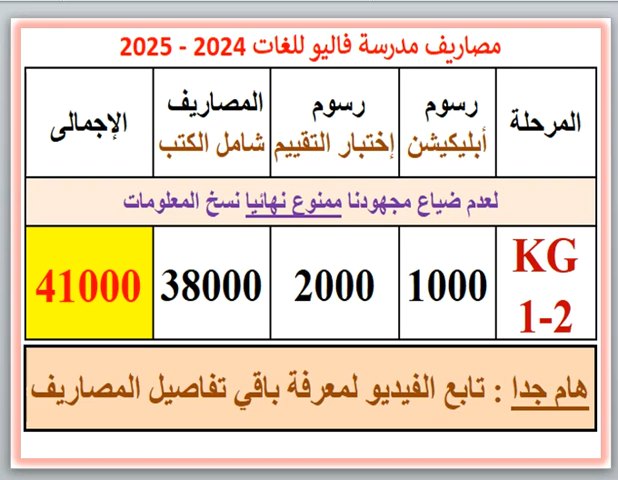 مصاريف مدرسة فاليو للغات 2024 - 2025
المرحلة
رسوم
أبليكيشن
رسوم
إختبار التقييم
المصاريف
شامل الكتب
الإجمالى
لعدم ضياع مجهودنا ممنوع نهائيا نسخ المعلومات
KG
1-2
1000
2000
38000
41000
هام جدا : تابع الفيديو لمعرفة باقي تفاصيل المصاريف